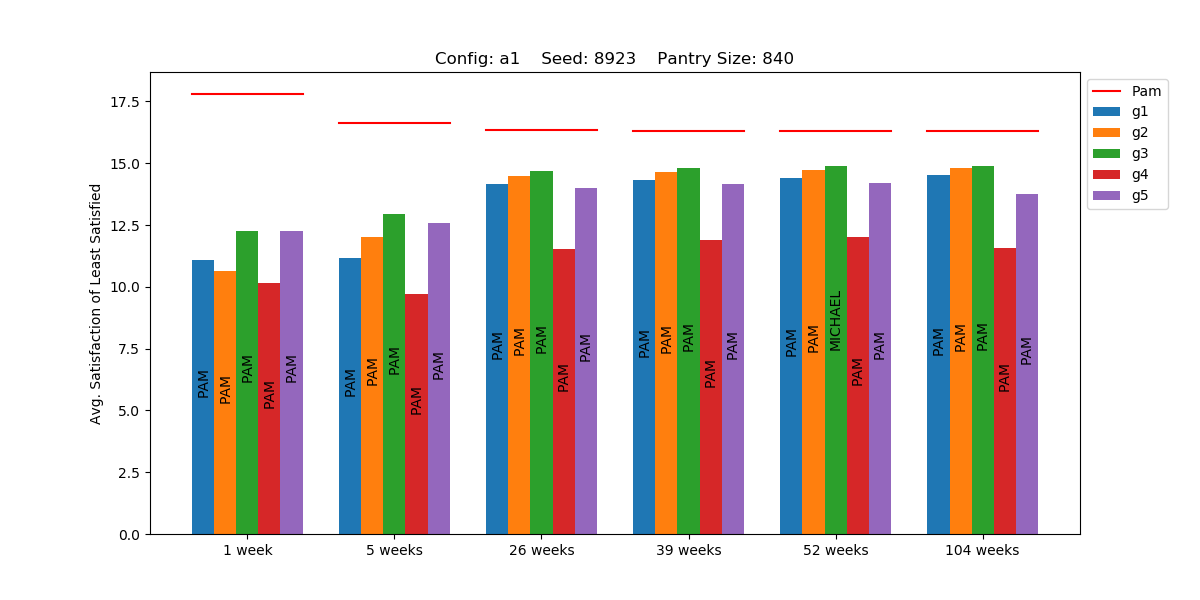 Config: a1    Seed: 8923    Pantry Size: 840
Avg. Satisfaction of Least Satisfied
17.5
15.0
12.5
10.0
7.5
5.0
2.5
0.0
PAM PAM PAM PAM PAM
PAM PAM PAM PAM PAM
PAM PAM PAM PAM PAM
PAM PAM PAM PAM PAM
PAM PAM MICHAEL PAM PAM
PAM PAM PAM PAM PAM
1 week 5 weeks 26 weeks 39 weeks 52 weeks 104 weeks
Pam
g1
g2
g3
g4
g5